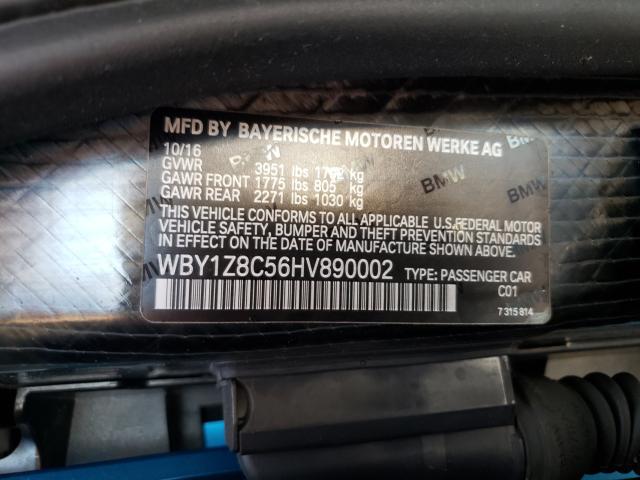 MFD BY BAYERISCHE MOTOREN WERKE AG
10/16
GVWR 3951 lbs 1792 kg
GAWR FRONT 1775 lbs 805 kg
GAWR REAR 2271 lbs 1030 kg
THIS VEHICLE CONFORMS TO ALL APPLICABLE U.S.FEDERAL MOTOR
VEHICLE SAFETY, BUMPER AND THEFT PREVENTION STANDARDS
IN EFFECT ON THE DATE OF MANUFACTURE SHOWN ABOVE.
WBY1Z8C56HV890002 TYPE: PASSENGER CAR
C01
7 315 814
BMW
BMW